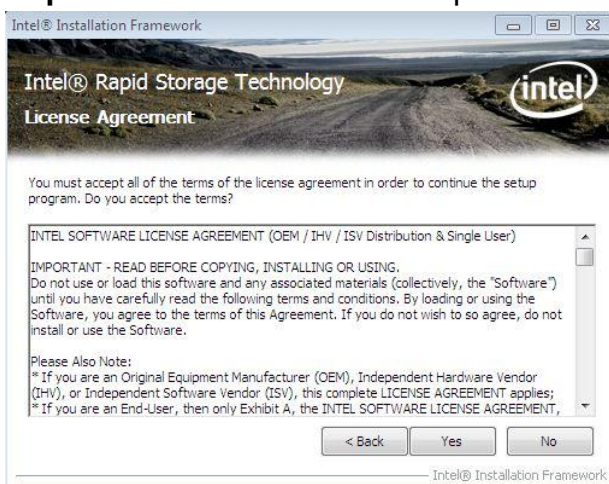 Intel® Installation Framework
Intel® Rapid Storage Technology
License Agreement
intel
You must accept all of the terms of the license agreement in order to continue the setup
program. Do you accept the terms?
INTEL SOFTWARE LICENSE AGREEMENT (OEM / IHV / ISV Distribution & Single User)
IMPORTANT - READ BEFORE COPYING, INSTALLING OR USING.
Do not use or load this software and any associated materials (collectively, the "Software")
until you have carefully read the following terms and conditions. By loading or using the
Software, you agree to the terms of this Agreement. If you do not wish to so agree, do not
install or use the Software.
Please Also Note:
* If you are an Original Equipment Manufacturer (OEM), Independent Hardware Vendor
(IHV), or Independent Software Vendor (ISV), this complete LICENSE AGREEMENT applies;
* If you are an End-User, then only Exhibit A, the INTEL SOFTWARE LICENSE AGREEMENT,
< Back Yes No
Intel® Installation Framework